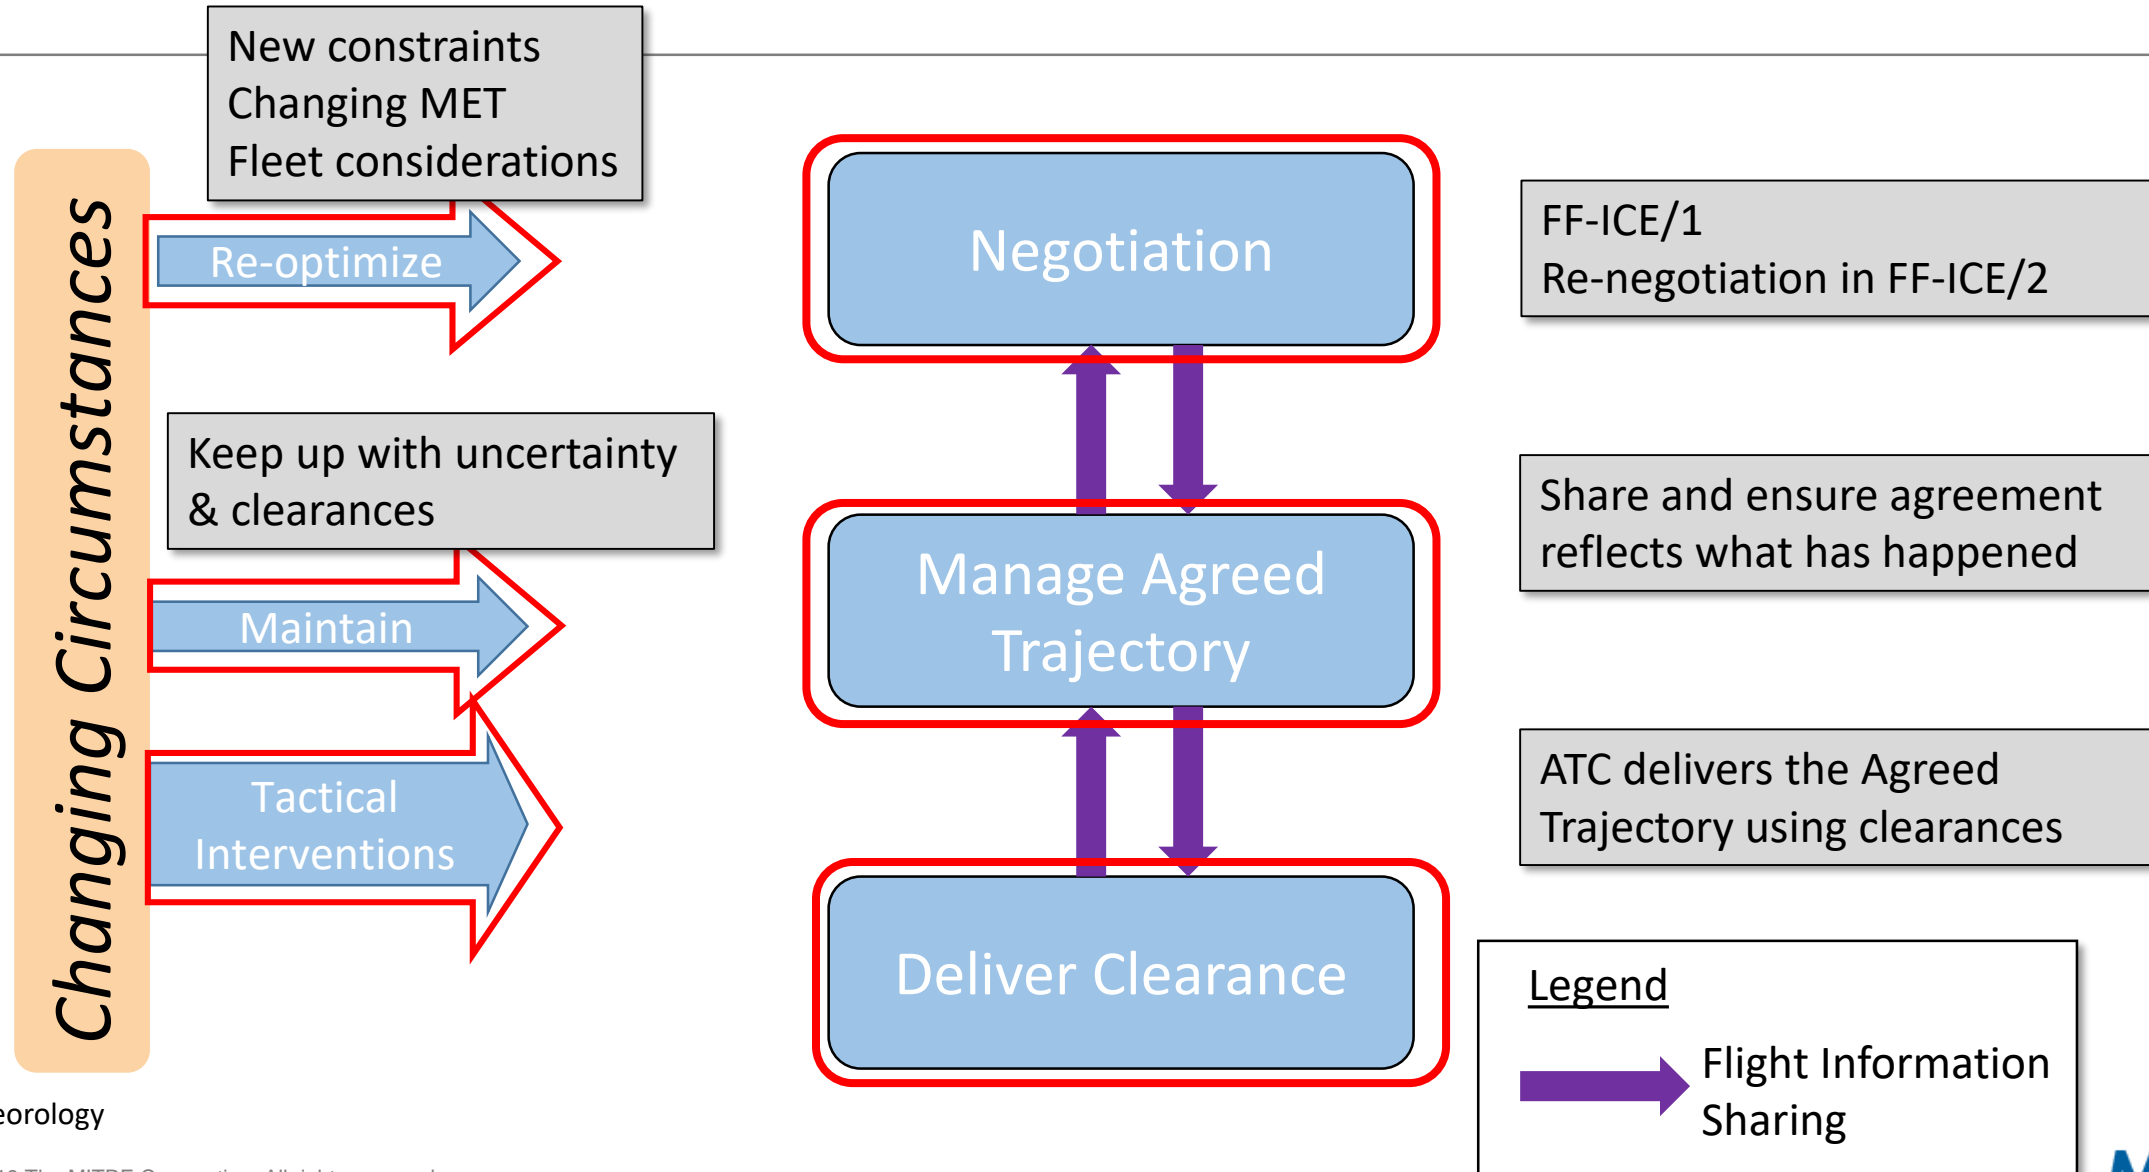 New constraints
Changing MET
Fleet considerations
Changing Circumstances
Re-optimize
Negotiation
FF-ICE/1
Re-negotiation in FF-ICE/2
Keep up with uncertainty
& clearances
Maintain
Manage Agreed
Trajectory
Share and ensure agreement
reflects what has happened
Tactical
Interventions
ATC delivers the Agreed
Trajectory using clearances
Deliver Clearance
Legend
Flight Information
Sharing
eorology